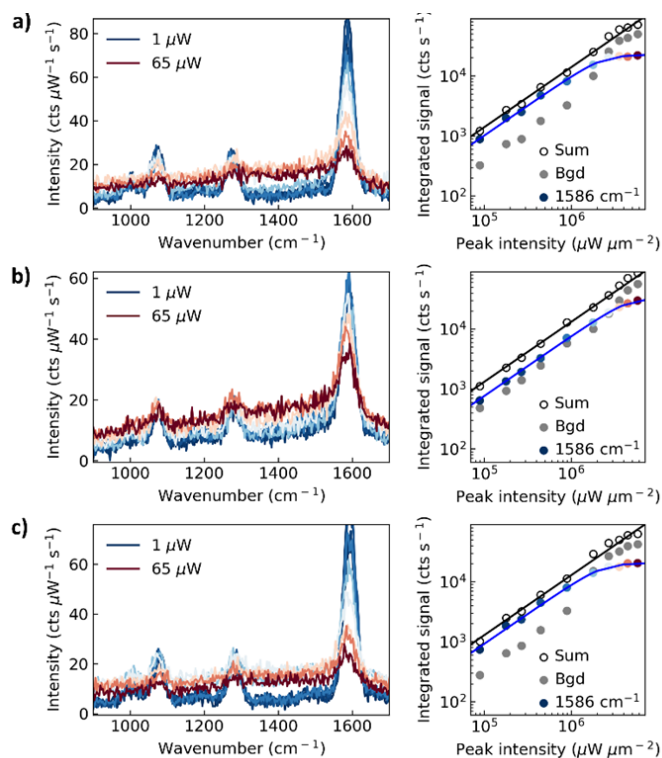 a)
Intensity (cts μW⁻¹ s⁻¹)
80
60
40
20
0
1 μW
65 μW
1000 1200 1400 1600
Wavenumber (cm⁻¹)
Integrated signal (cts s⁻¹)
10⁴
10³
10²
Sum
Bgd
1586 cm⁻¹
10⁵ 10⁶
Peak intensity (μW μm⁻²)
b)
Intensity (cts μW⁻¹ s⁻¹)
60
40
20
0
1 μW
65 μW
1000 1200 1400 1600
Wavenumber (cm⁻¹)
Integrated signal (cts s⁻¹)
10⁴
10³
10²
Sum
Bgd
1586 cm⁻¹
10⁵ 10⁶
Peak intensity (μW μm⁻²)
c)
Intensity (cts μW⁻¹ s⁻¹)
60
40
20
0
1 μW
65 μW
1000 1200 1400 1600
Wavenumber (cm⁻¹)
Integrated signal (cts s⁻¹)
10⁴
10³
10²
Sum
Bgd
1586 cm⁻¹
10⁵ 10⁶
Peak intensity (μW μm⁻²)